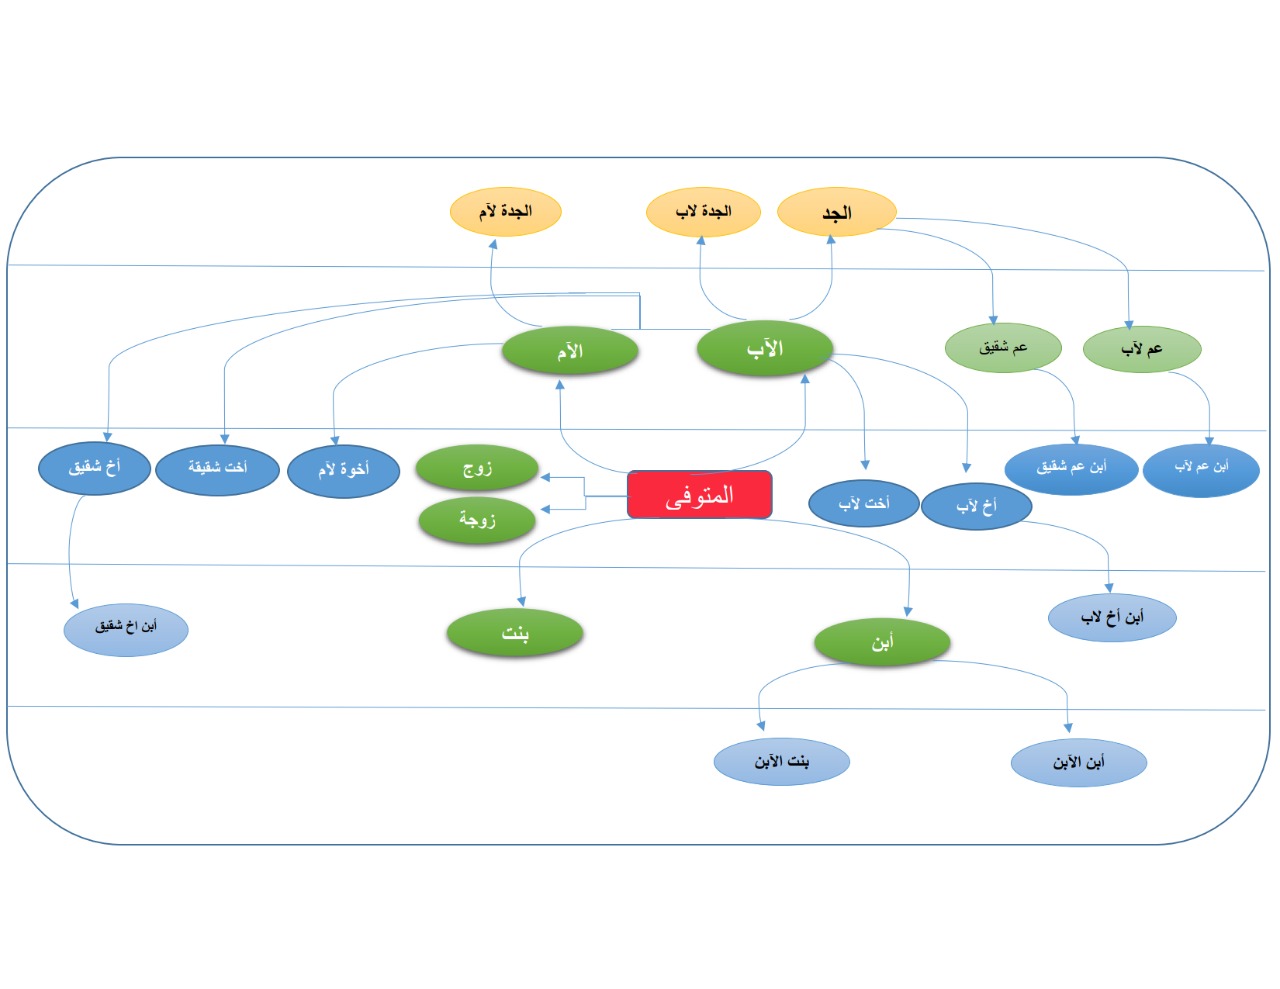 الجد
الجدة لاب
الجدة لآم
عم لآب
عم شقيق
الآب
الآم
أبن عم لآب
أبن عم شقيق
أخ لآب
أخت لآب
المتوفى
زوج
زوجة
أخوة لآم
أخت شقيقة
أخ شقيق
أبن أخ لاب
أبن
بنت
أبن اخ شقيق
أبن الآبن
بنت الآبن